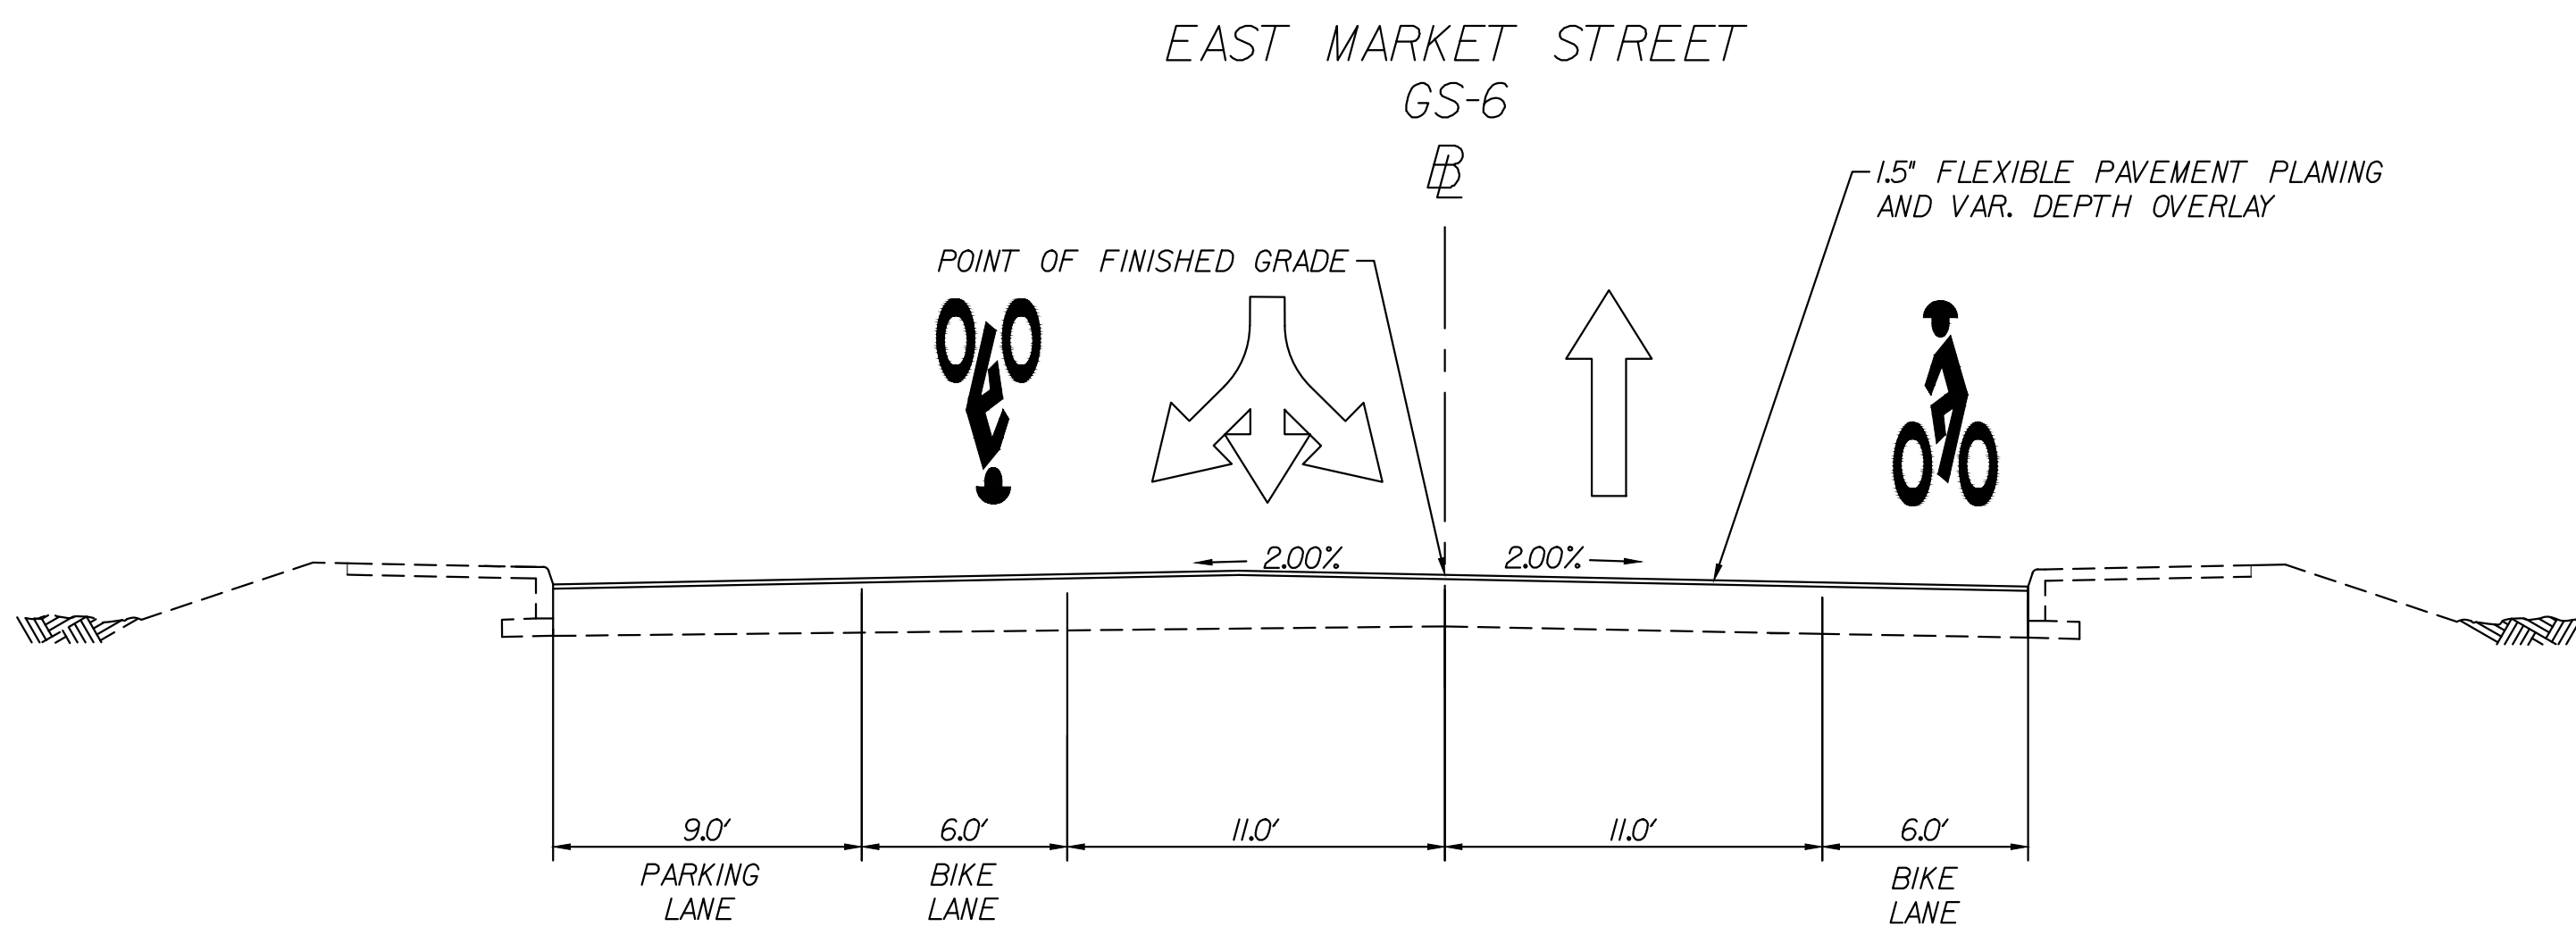 EAST MARKET STREET
GS-6
BL
1.5" FLEXIBLE PAVEMENT PLANING
AND VAR. DEPTH OVERLAY
POINT OF FINISHED GRADE
2.00% 2.00%
9.0' 6.0' 11.0' 11.0' 6.0'
PARKING
LANE
BIKE
LANE
BIKE
LANE